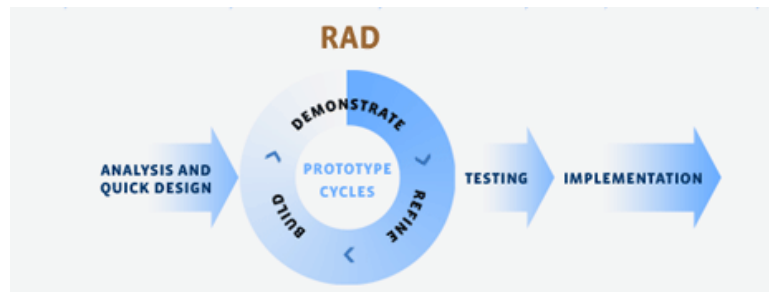 RAD
ANALYSIS AND
QUICK DESIGN
DEMONSTRATE
PROTOTYPE
CYCLES
BUILD
REFINE
TESTING
IMPLEMENTATION